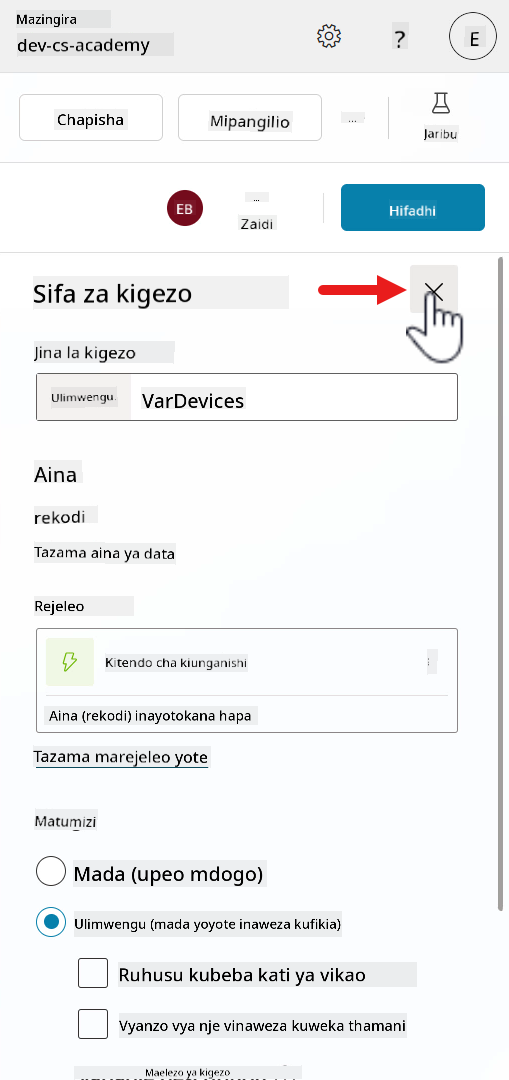 Mazingira
dev-cs-academy
?
E
Chapisha
Mipangilio
...
Jaribu
EB
...
Zaidi
Hifadhi
Sifa za kigezo
Jina la kigezo
Ulimwengu.
VarDevices
Aina
rekodi
Tazama aina ya data
Rejeleo
Kitendo cha kiunganishi
Aina (rekodi) inayotokana hapa
Tazama marejeleo yote
Matumizi
Mada (upeo mdogo)
Ulimwengu (mada yoyote inaweza kufikia)
Ruhusu kubeba kati ya vikao
Vyanzo vya nje vinaweza kuweka thamani
Maelezo ya kigezo